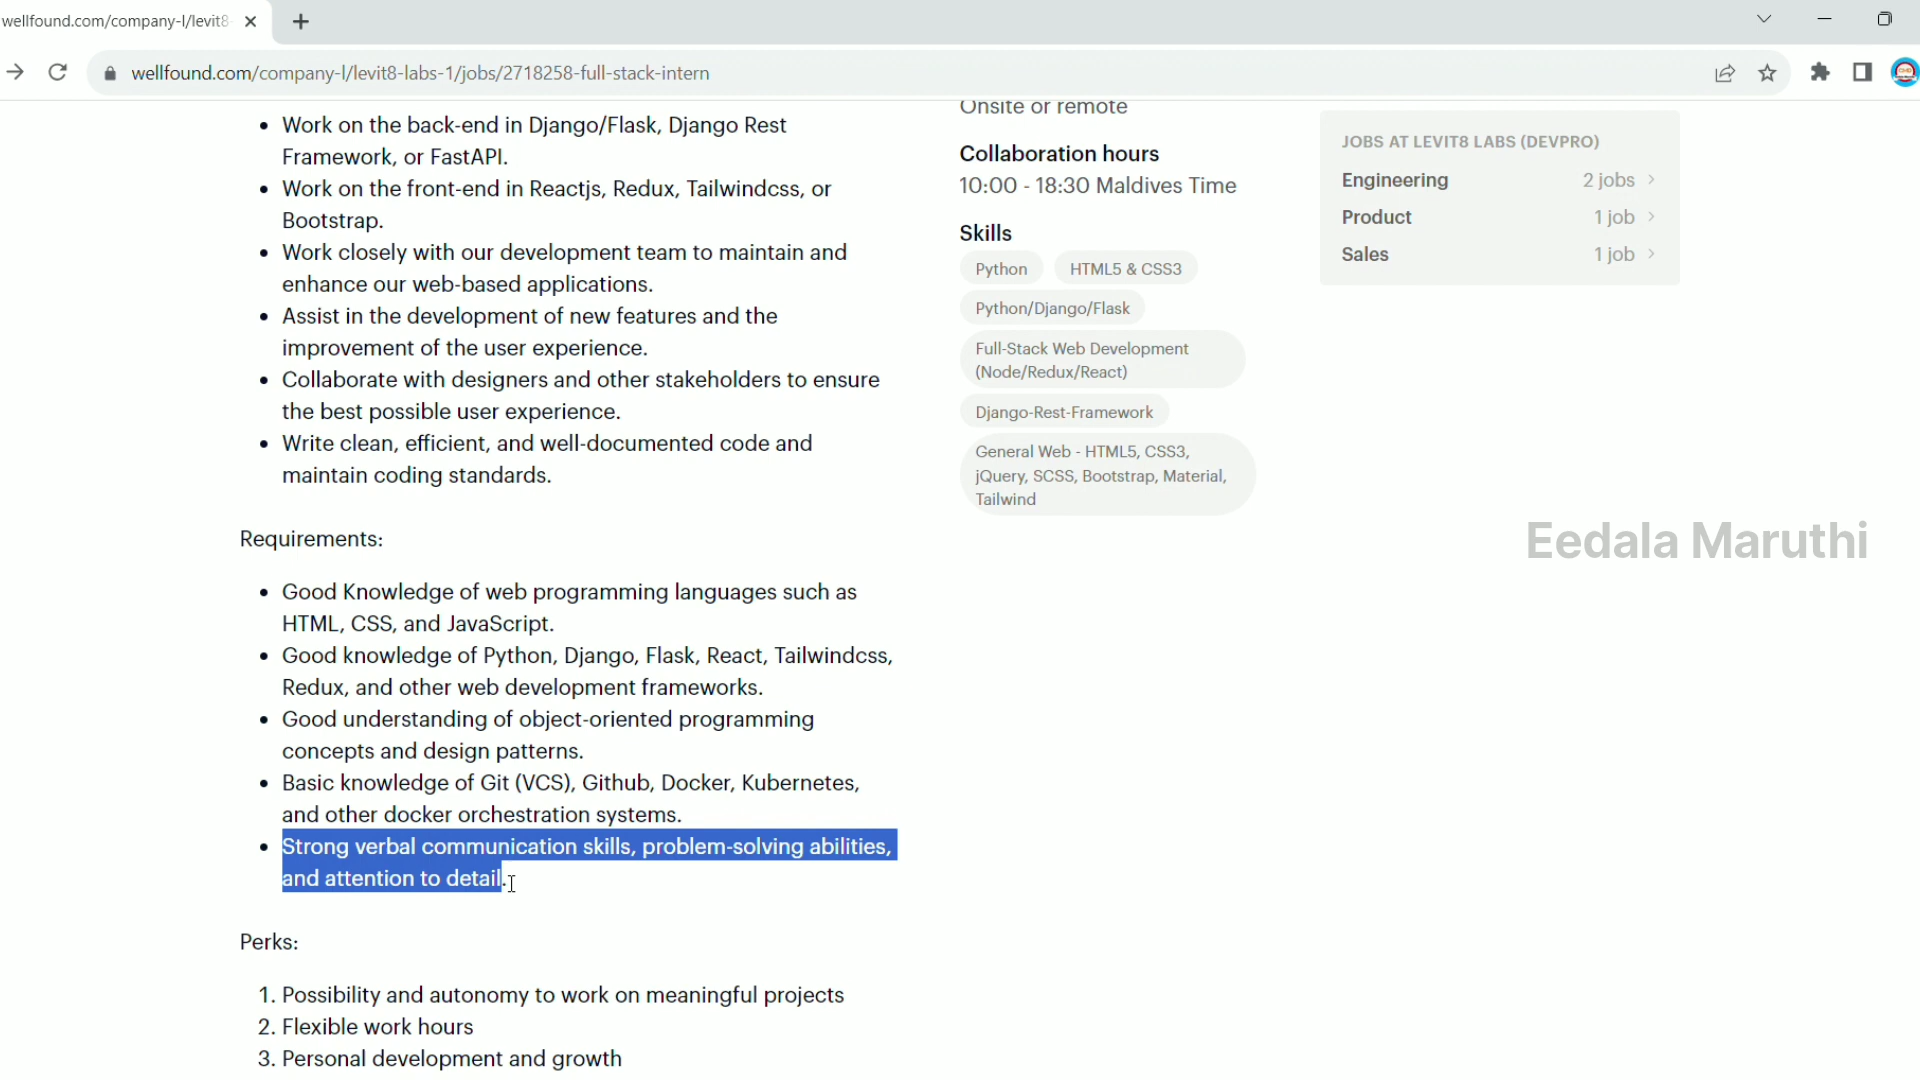 wellfound.com/company-l/levit8-
wellfound.com/company-l/levit8-labs-1/jobs/2718258-full-stack-intern
• Work on the back-end in Django/Flask, Django Rest
Framework, or FastAPI.
• Work on the front-end in Reactjs, Redux, Tailwindcss, or
Bootstrap.
• Work closely with our development team to maintain and
enhance our web-based applications.
• Assist in the development of new features and the
improvement of the user experience.
• Collaborate with designers and other stakeholders to ensure
the best possible user experience.
• Write clean, efficient, and well-documented code and
maintain coding standards.
Requirements:
• Good Knowledge of web programming languages such as
HTML, CSS, and JavaScript.
• Good knowledge of Python, Django, Flask, React, Tailwindcss,
Redux, and other web development frameworks.
• Good understanding of object-oriented programming
concepts and design patterns.
• Basic knowledge of Git (VCS), Github, Docker, Kubernetes,
and other docker orchestration systems.
• Strong verbal communication skills, problem-solving abilities,
and attention to detail.
Perks:
1. Possibility and autonomy to work on meaningful projects
2. Flexible work hours
3. Personal development and growth
Onsite or remote
Collaboration hours
10:00 - 18:30 Maldives Time
Skills
Python
HTML5 & CSS3
Python/Django/Flask
Full-Stack Web Development
(Node/Redux/React)
Django-Rest-Framework
General Web - HTML5, CSS3,
jQuery, SCSS, Bootstrap, Material,
Tailwind
JOBS AT LEVIT8 LABS (DEVPRO)
Engineering 2 jobs >
Product 1 job >
Sales 1 job >
Eedala Maruthi